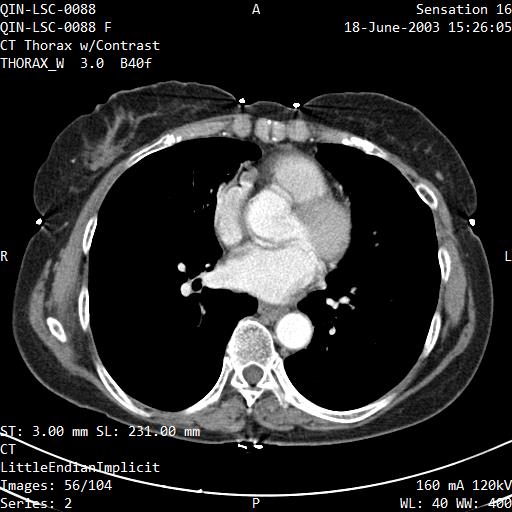 QIN-LSC-0088
A
Sensation 16
QIN-LSC-0088 F
18-June-2003 15:26:05
CT Thorax w/Contrast
THORAX_W 3.0 B40f
R
L
ST: 3.00 mm SL: 231.00 mm
CT
LittleEndianImplicit
Images: 56/104
160 mA 120kV
Series: 2
P
WL: 40 WW: 400